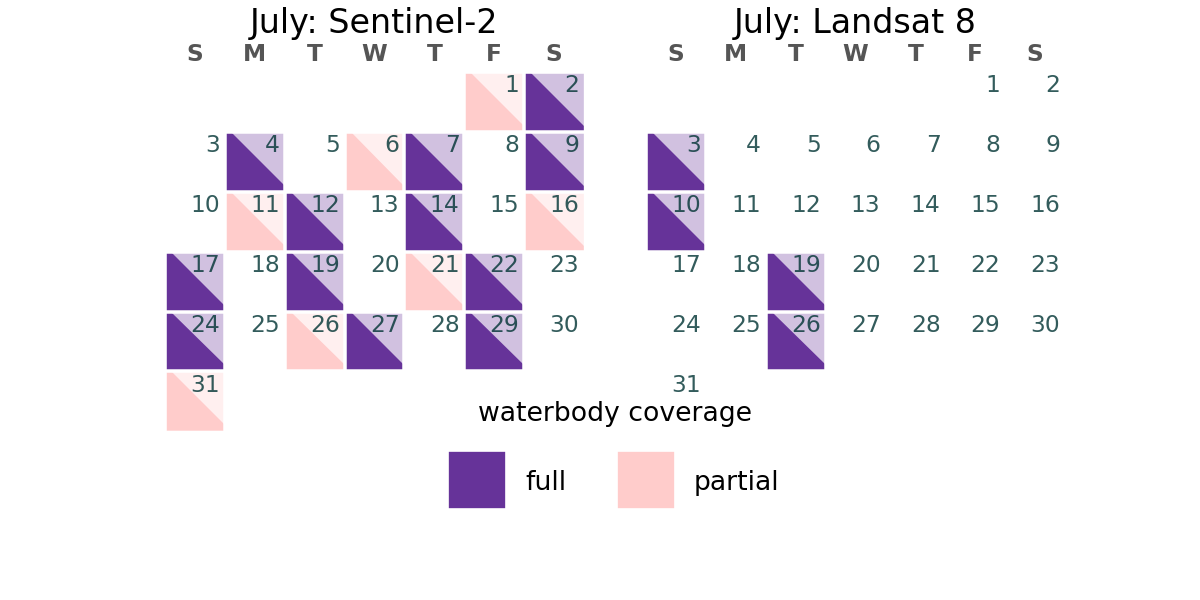 July: Sentinel-2
S M T W T F S
1 2
3 4 5 6 7 8 9
10 11 12 13 14 15 16
17 18 19 20 21 22 23
24 25 26 27 28 29 30
31
July: Landsat 8
S M T W T F S
1 2
3 4 5 6 7 8 9
10 11 12 13 14 15 16
17 18 19 20 21 22 23
24 25 26 27 28 29 30
31
waterbody coverage
full partial